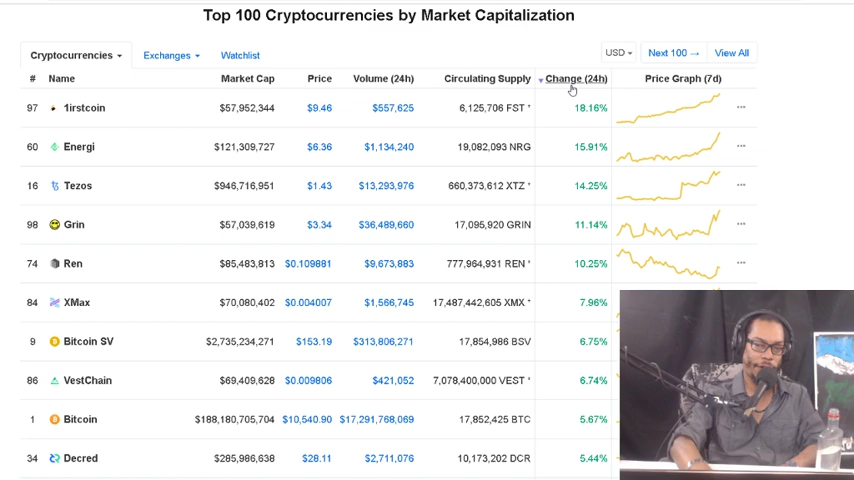 Top 100 Cryptocurrencies by Market Capitalization
Cryptocurrencies Exchanges Watchlist USD Next 100 → View All
# Name Market Cap Price Volume (24h) Circulating Supply Change (24h) Price Graph (7d)
97 1irstcoin $57,952,344 $9.46 $557,625 6,125,706 FST * 18.16%
60 Energi $121,309,727 $6.36 $1,134,240 19,082,093 NRG 15.91%
16 Tezos $946,716,951 $1.43 $13,293,976 660,373,612 XTZ * 14.25%
98 Grin $57,039,619 $3.34 $36,489,660 17,095,920 GRIN 11.14%
74 Ren $85,483,813 $0.109881 $9,673,883 777,964,931 REN * 10.25%
84 XMax $70,080,402 $0.004007 $1,566,745 17,487,442,605 XMX * 7.96%
9 Bitcoin SV $2,735,234,271 $153.19 $313,806,271 17,854,986 BSV 6.75%
86 VestChain $69,409,628 $0.009806 $421,052 7,078,400,000 VEST * 6.74%
1 Bitcoin $188,180,705,704 $10,540.90 $17,291,768,069 17,852,425 BTC 5.67%
34 Decred $285,986,638 $28.11 $2,711,076 10,173,202 DCR 5.44%